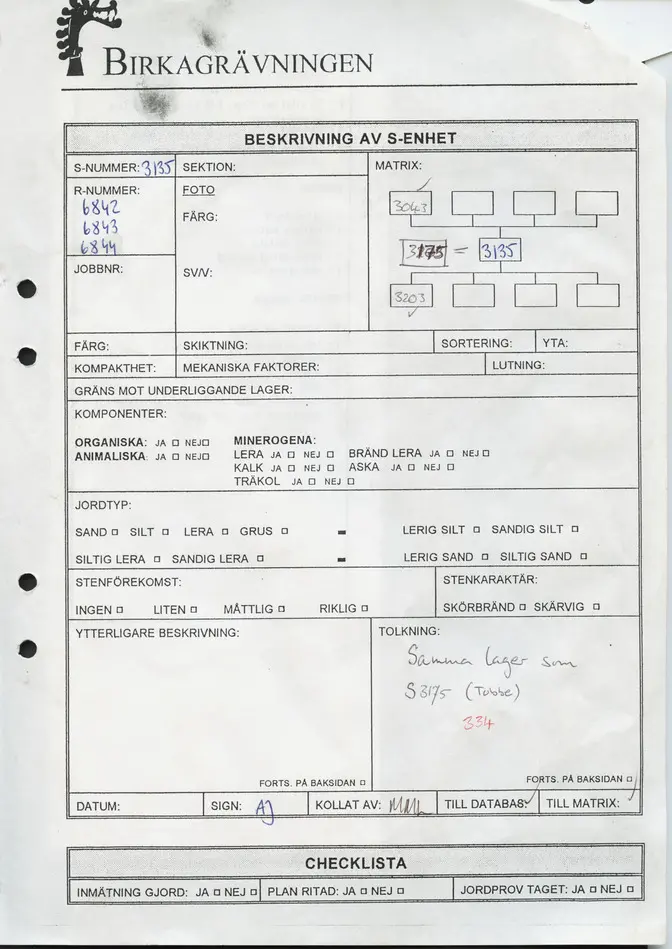 BIRKAGRÄVNINGEN
BESKRIVNING AV S-ENHET
S-NUMMER: 3135
SEKTION:
MATRIX:
R-NUMMER:
6842
6843
6844
FOTO
FÄRG:
SV/V:
JOBBNR:
3043
3175 = 3135
3203
FÄRG:
SKIKTNING:
SORTERING:
YTA:
KOMPAKTHET:
MEKANISKA FAKTORER:
LUTNING:
GRÄNS MOT UNDERLIGGANDE LAGER:
KOMPONENTER:
ORGANISKA: JA □ NEJ □
ANIMALISKA: JA □ NEJ □
MINEROGENA:
LERA JA □ NEJ □ BRÄND LERA JA □ NEJ □
KALK JA □ NEJ □ ASKA JA □ NEJ □
TRÄKOL JA □ NEJ □
JORDTYP:
SAND □ SILT □ LERA □ GRUS □ - LERIG SILT □ SANDIG SILT □
SILTIG LERA □ SANDIG LERA □ - LERIG SAND □ SILTIG SAND □
STENFÖREKOMST:
INGEN □ LITEN □ MÅTTLIG □ RIKLIG □
STENKARAKTÄR:
SKÖRBRÄND □ SKÄRVIG □
YTTERLIGARE BESKRIVNING:
FORTS. PÅ BAKSIDAN □
TOLKNING:
Samma lager som
S3175 (Tobbe)
334
FORTS. PÅ BAKSIDAN □
DATUM:
SIGN: AJ
KOLLAT AV:
TILL DATABAS:
TILL MATRIX:
CHECKLISTA
INMÄTNING GJORD: JA □ NEJ □
PLAN RITAD: JA □ NEJ □
JORDPROV TAGET: JA □ NEJ □